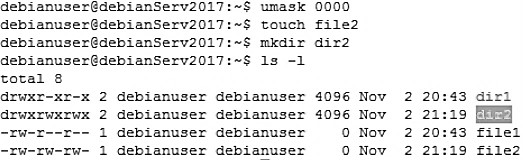 debianuser@debianServ2017:~$ umask 0000
debianuser@debianServ2017:~$ touch file2
debianuser@debianServ2017:~$ mkdir dir2
debianuser@debianServ2017:~$ ls -l
total 8
drwxr-xr-x 2 debianuser debianuser 4096 Nov  2 20:43 dir1
drwxrwxrwx 2 debianuser debianuser 4096 Nov  2 21:19 dir2
-rw-r--r-- 1 debianuser debianuser    0 Nov  2 20:43 file1
-rw-rw-rw- 1 debianuser debianuser    0 Nov  2 21:19 file2